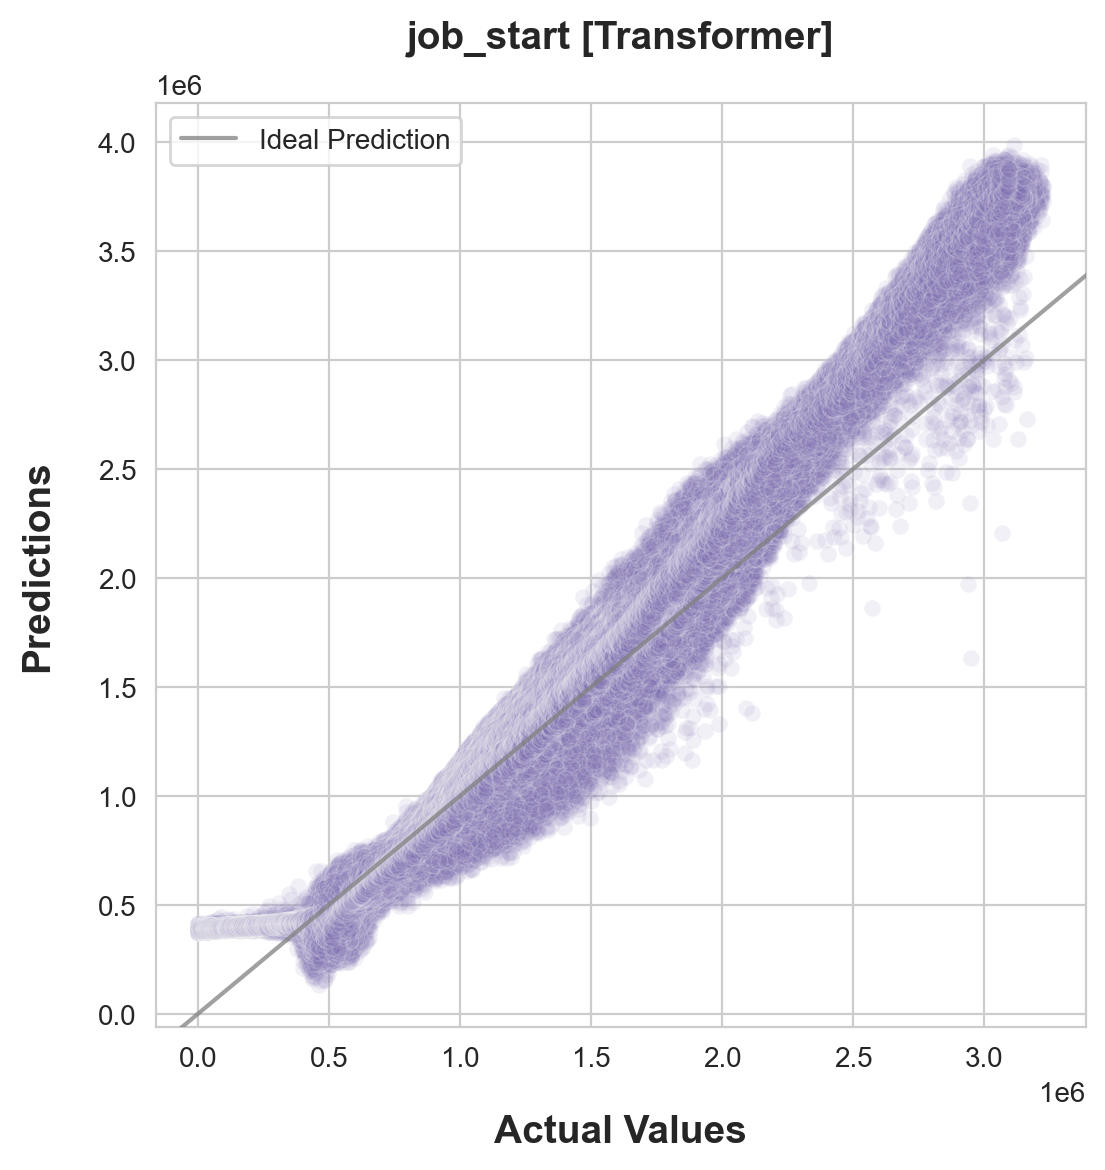 job_start [Transformer]
1e6
Ideal Prediction
4.0
3.5
3.0
2.5
2.0
1.5
1.0
0.5
0.0
Predictions
0.0 0.5 1.0 1.5 2.0 2.5 3.0
1e6
Actual Values